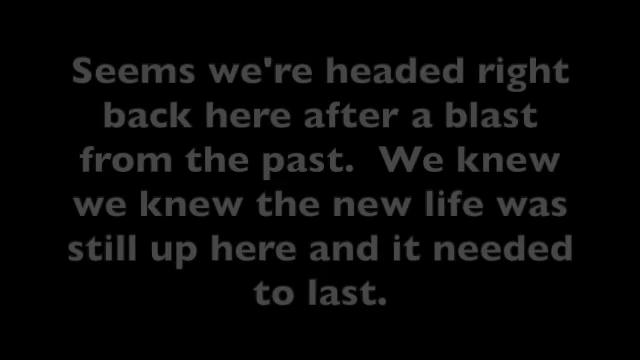 Seems we're headed right
back here after a blast
from the past.  We knew
we knew the new life was
still up here and it needed
to last.